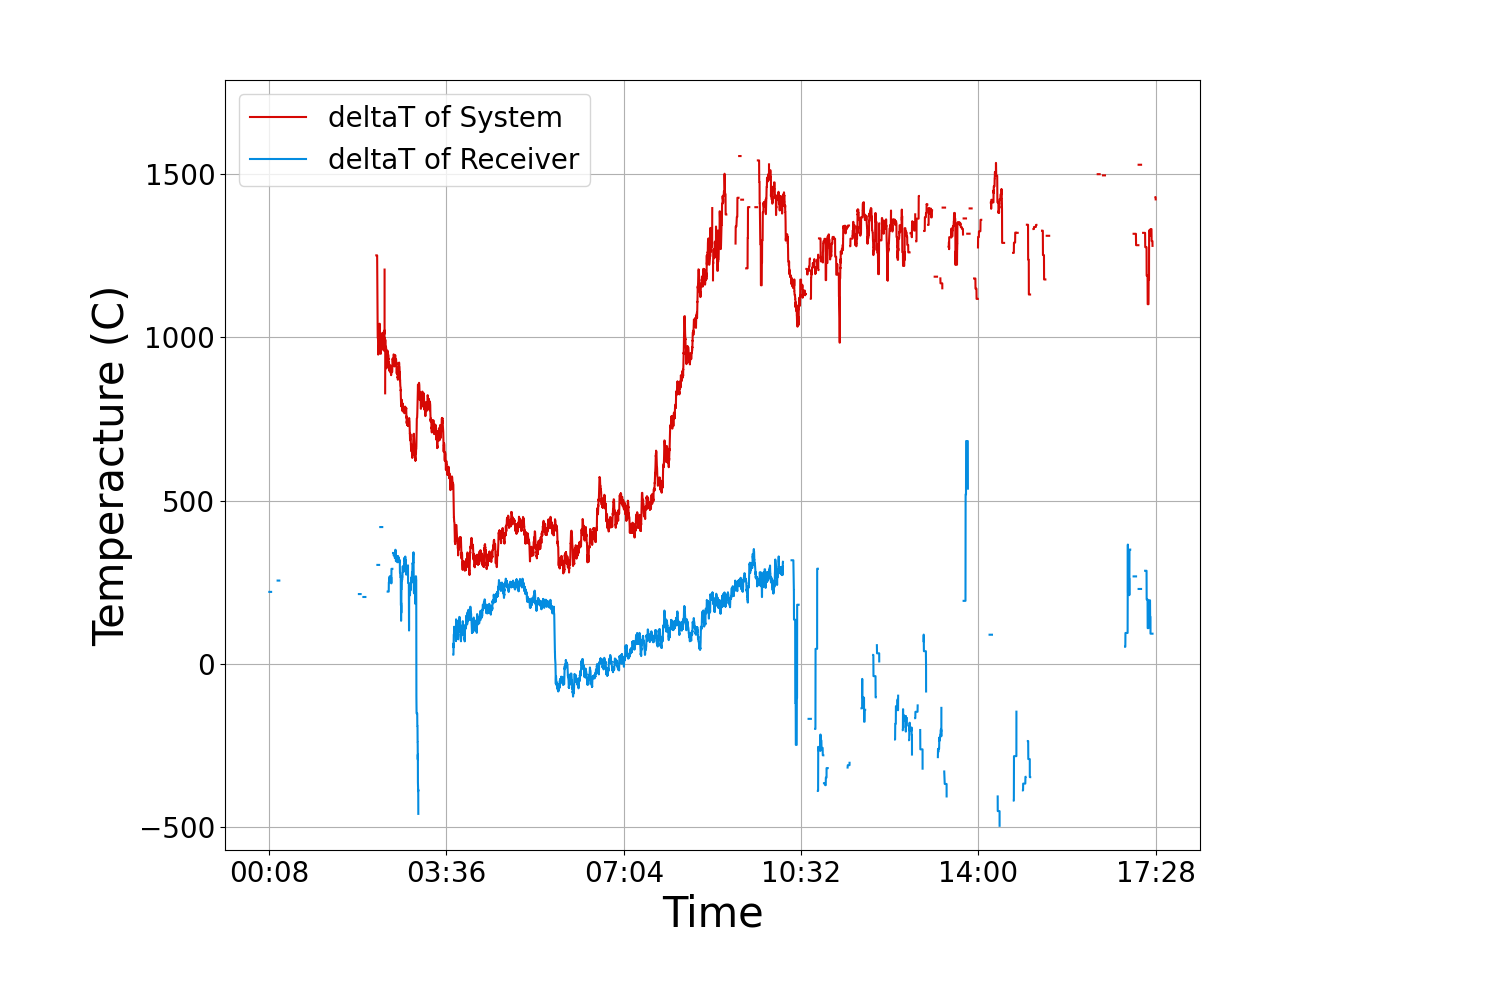 deltaT of System
deltaT of Receiver
Temperacture (C)
1500
1000
500
0
−500
00:08 03:36 07:04 10:32 14:00 17:28
Time